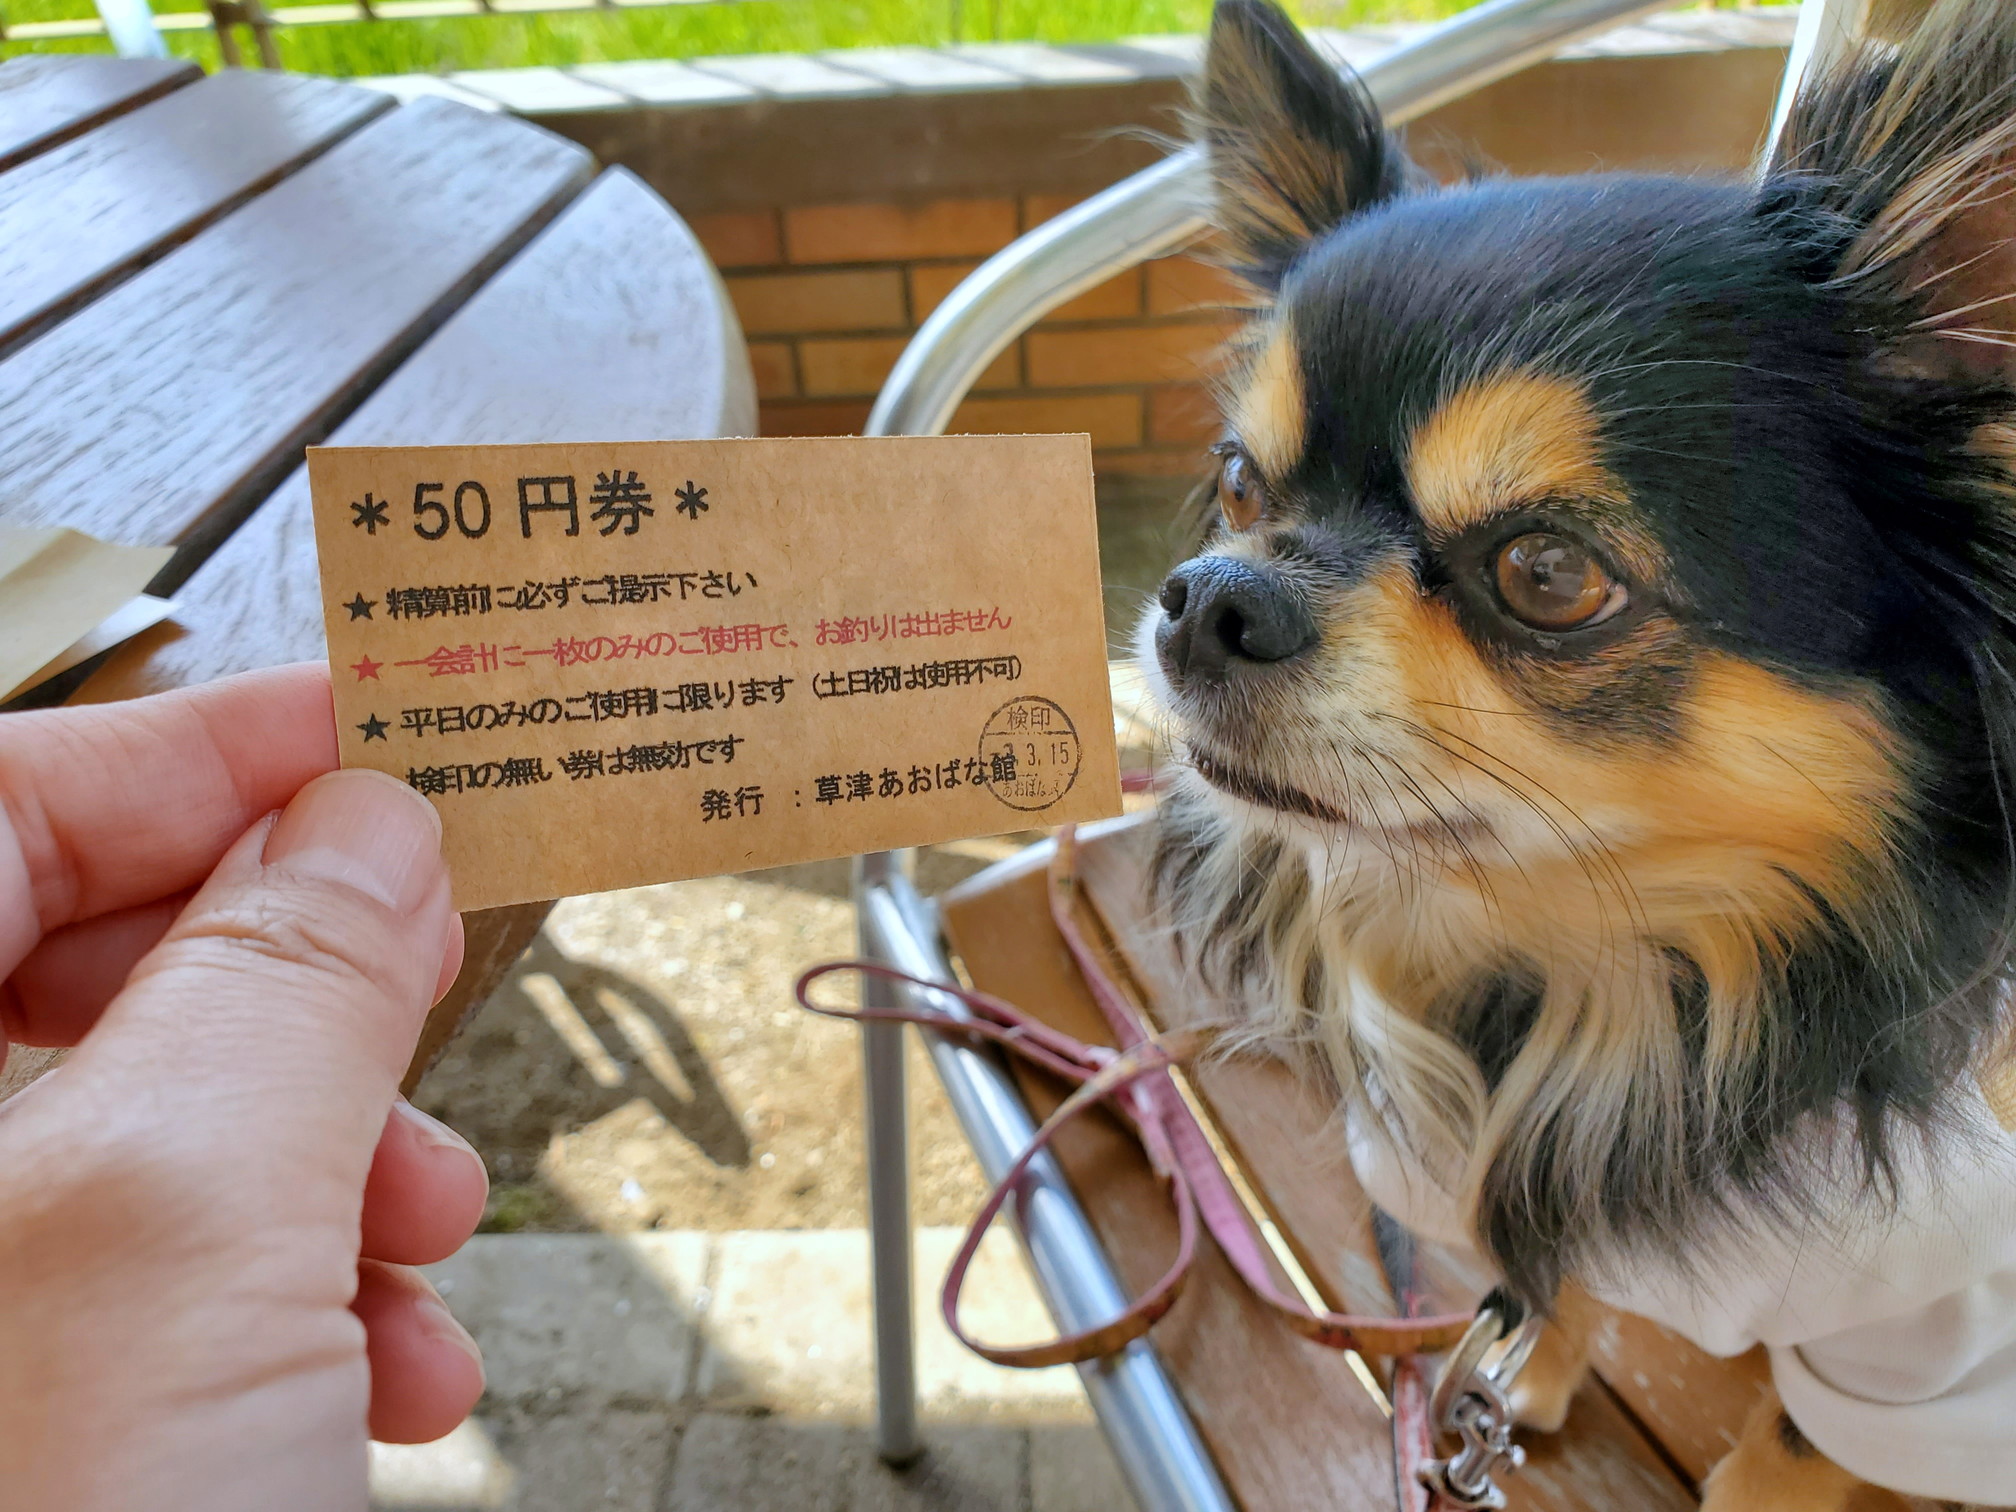 ＊50円券＊
★精算前に必ずご提示下さい
★一会計に一枚のみのご使用で、お釣りは出ません
★平日のみのご使用に限ります（土日祝は使用不可）
検印の無い券は無効です
発行　：草津あおばな館
検印
3.15
あおばな